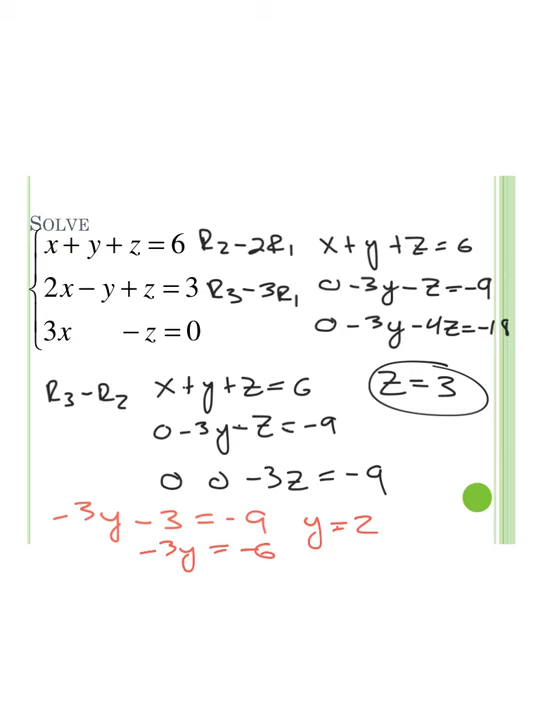 SOLVE
x + y + z = 6 R2 - 2R1 x + y + z = 6
2x - y + z = 3 R3 - 3R1 0 - 3y - z = -9
3x - z = 0 0 - 3y - 4z = -18
R3 - R2 x + y + z = 6 z = 3
0 - 3y - z = -9
0 0 - 3z = -9
-3y - 3 = -9 y = 2
-3y = -6